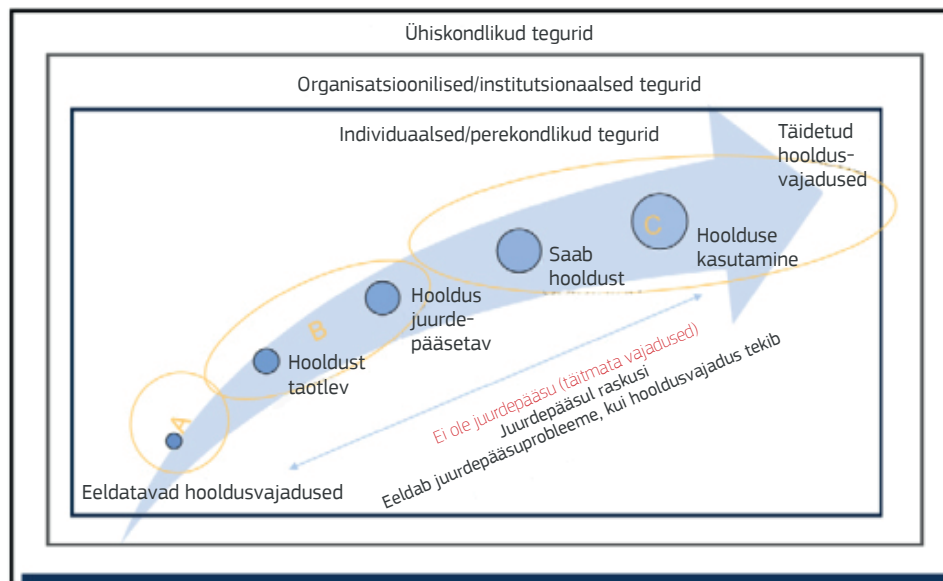 Ühiskondlikud tegurid
Organisatsioonilised/institutsionaalsed tegurid
Individuaalsed/perekondlikud tegurid
Täidetud
hooldus-
vajadused
C
Hoolduse
kasutamine
Saab
hooldust
Hooldus
juurde-
pääsetav
B
Hooldust
taotlev
A
Eeldatavad hooldusvajadused
Ei ole juurdepääsu (täitmata vajadused)
Juurdepääsul raskusi
Eeldab juurdepääsuprobleeme, kui hooldusvajadus tekib